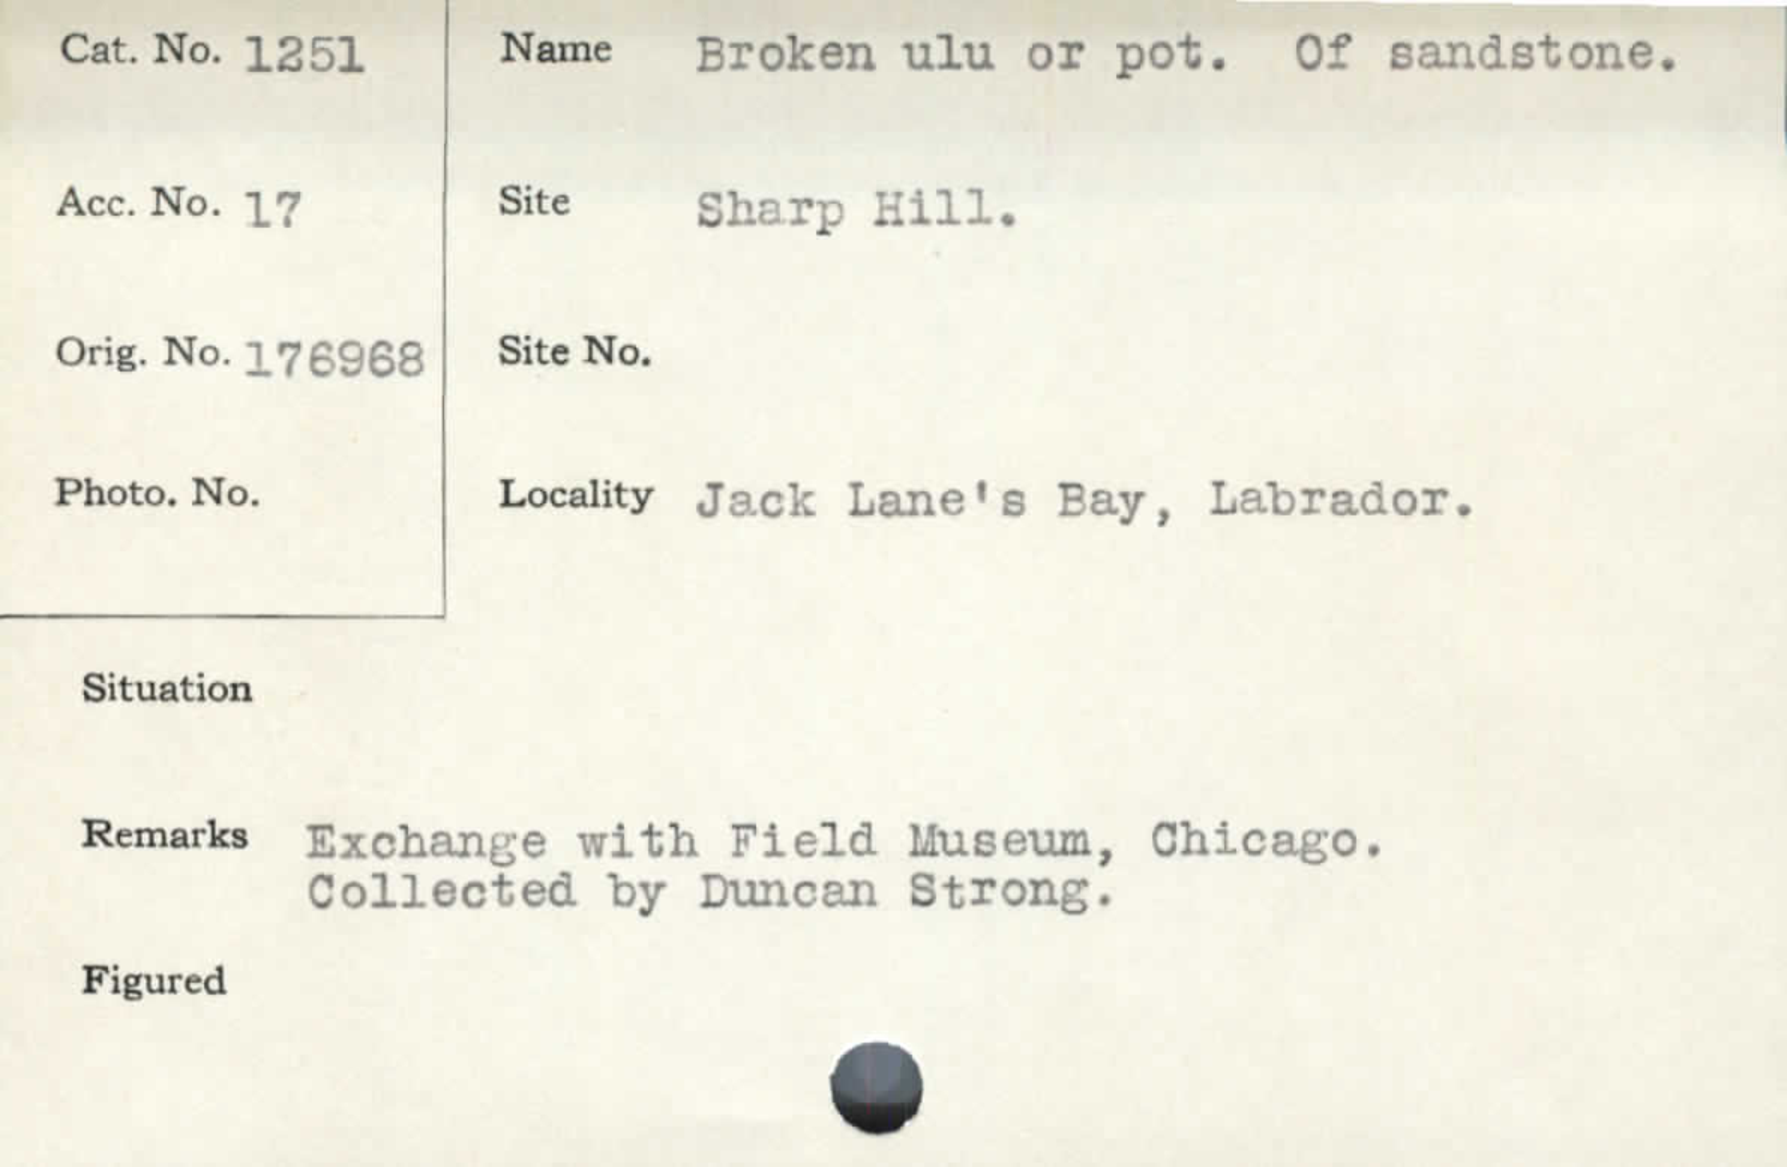 Cat. No. 1251
Name Broken ulu or pot. Of sandstone.
Acc. No. 17
Site Sharp Hill.
Orig. No. 176968
Site No.
Photo. No.
Locality Jack Lane's Bay, Labrador.
Situation
Remarks Exchange with Field Museum, Chicago.
Collected by Duncan Strong.
Figured